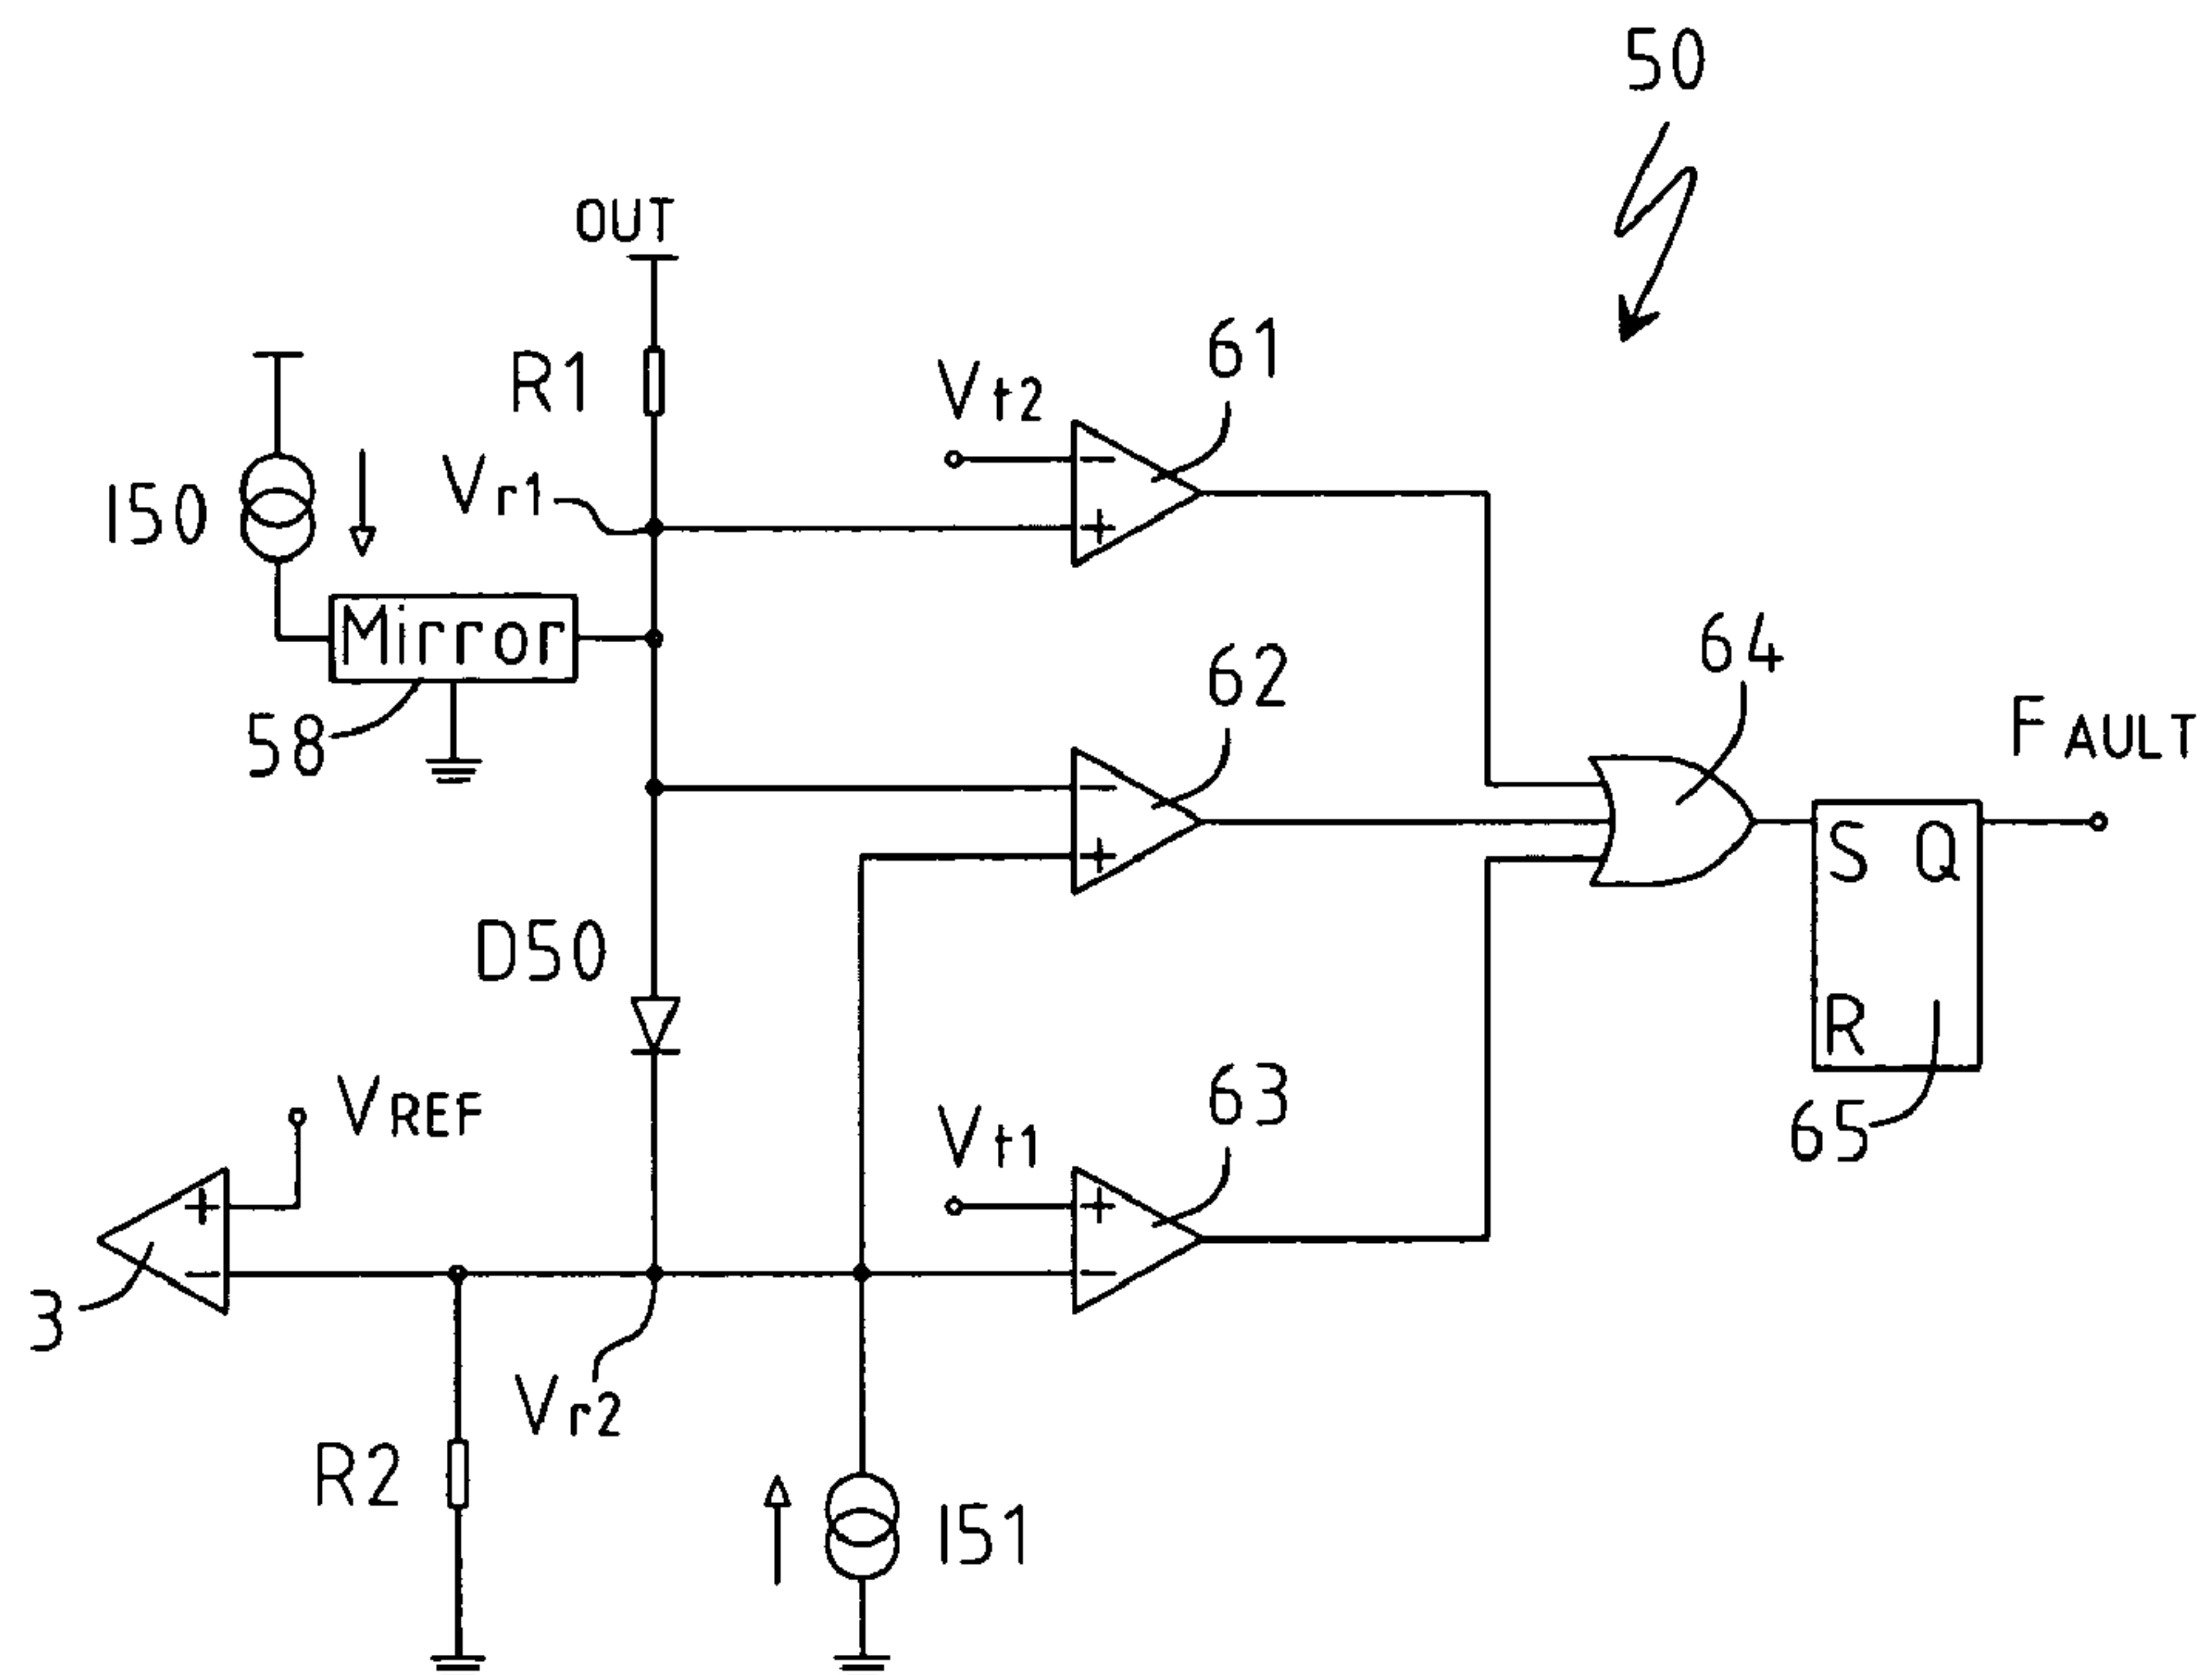 50
OUT
R1
61
Vt2
I50
Vr1
-
+
Mirror
62
64
58
FAULT
-
S Q
+
D50
R
63
VREF
Vt1
65
+
+
-
-
3
Vr2
R2
I51